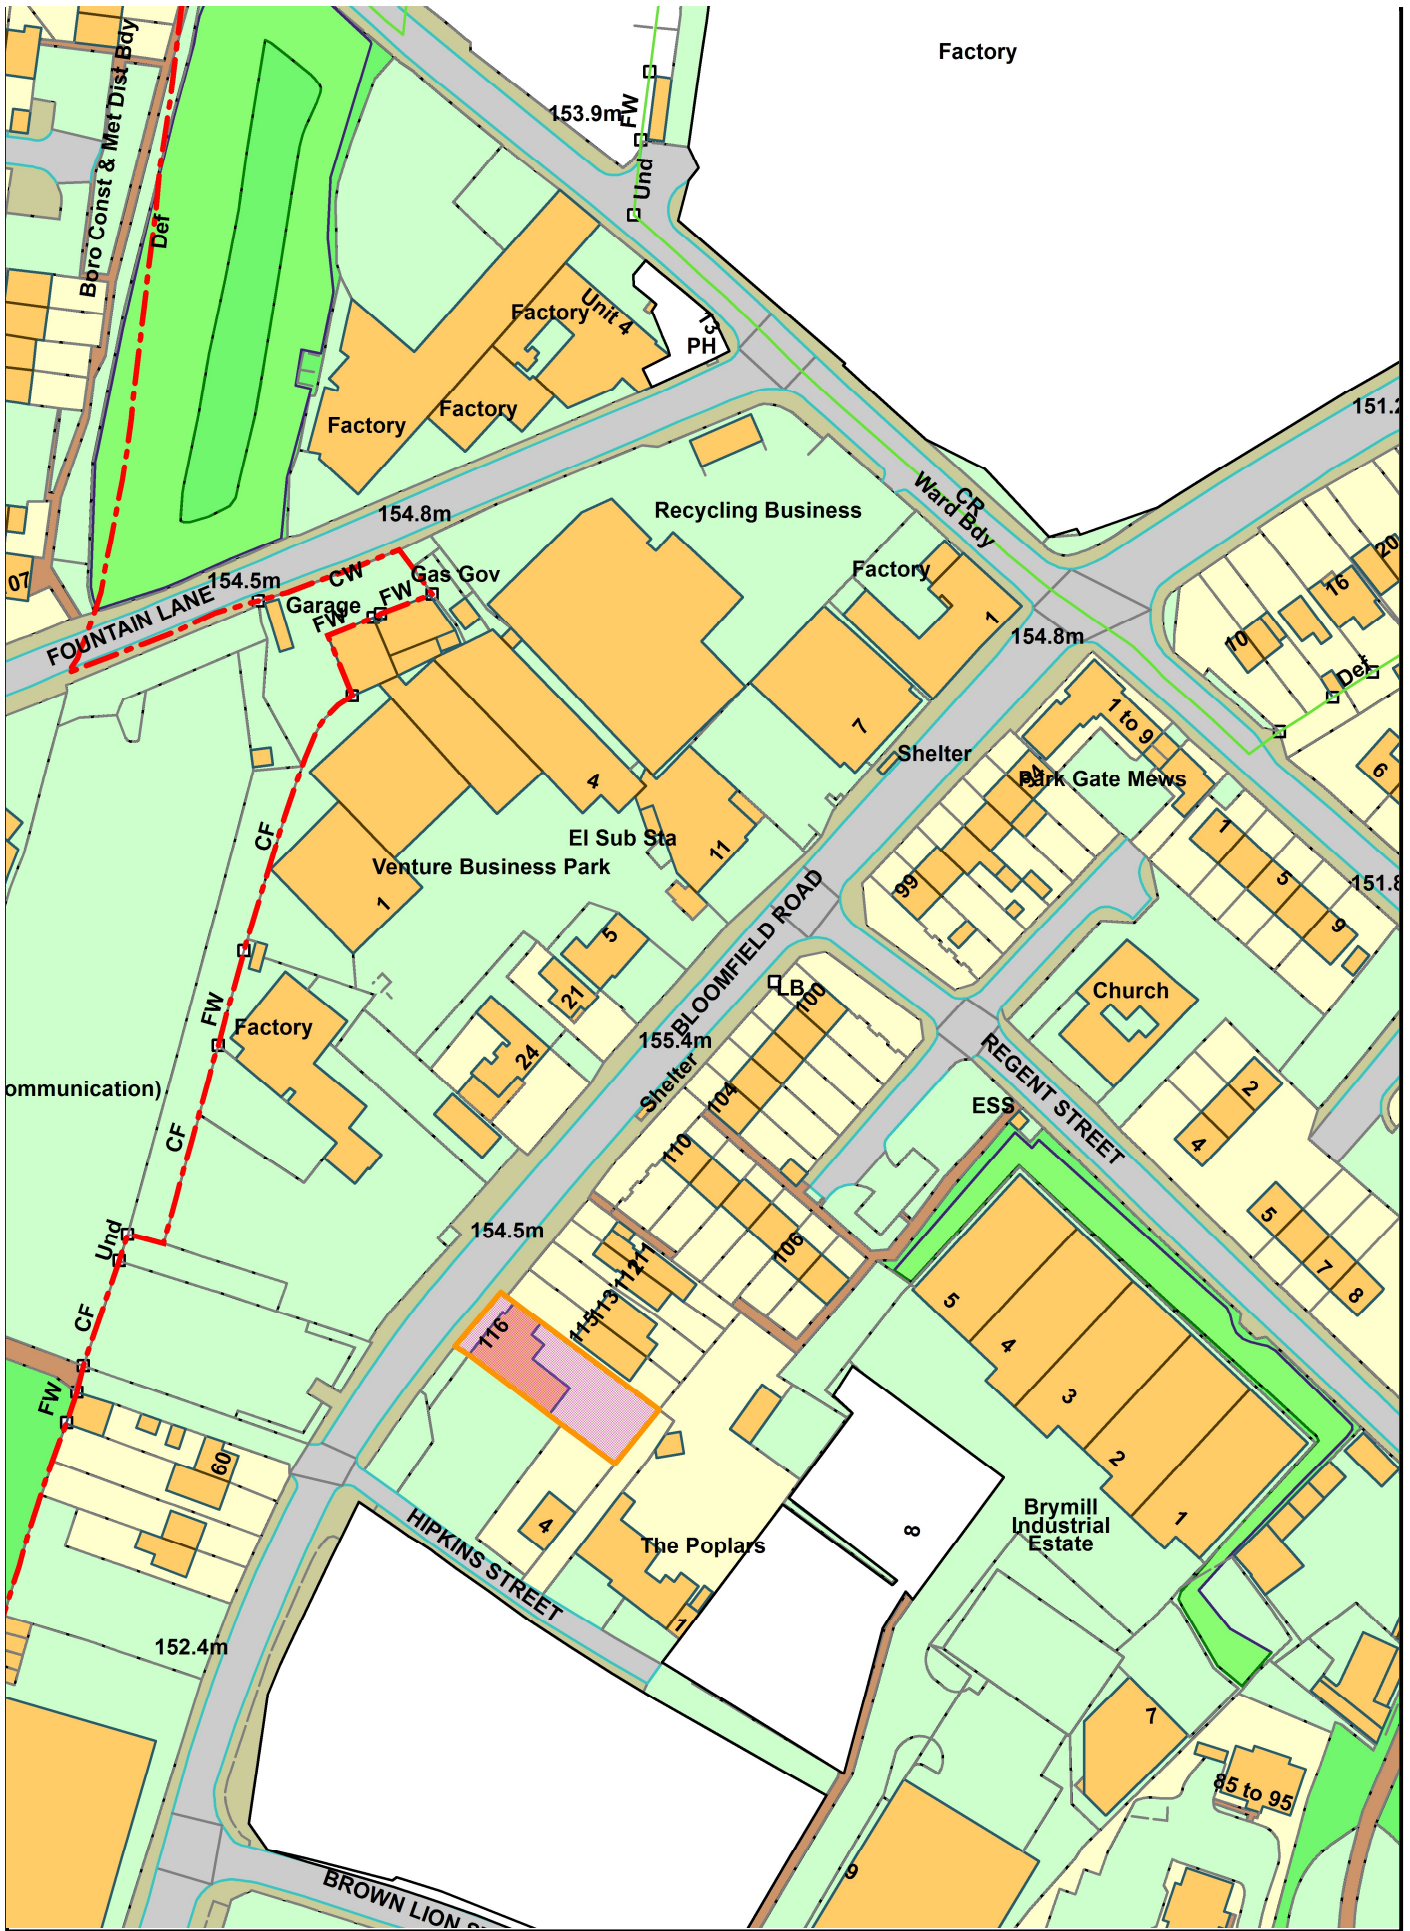 Factory
153.9m
FW
Und
Boro Const & Met Dist Bdy
Def
Factory
Unit 4
13
PH
Factory
Factory
151.2
154.8m
Recycling Business
CR
Ward Bdy
Factory
1
154.8m
20
16
10
Def
6
07
154.5m
CW
Gas Gov
FW
Garage
FW
FOUNTAIN LANE
7
Shelter
1 to 9
94
Park Gate Mews
4
CF
El Sub Sta
11
Venture Business Park
1
99
1
5
9
151.8
BLOOMFIELD ROAD
5
21
LB
100
Church
FW
Factory
24
155.4m
Shelter
104
REGENT STREET
ommunication)
ESS
2
4
CF
110
106
Und
154.5m
111
112
113
115
116
5
7
8
5
4
3
2
1
CF
FW
60
4
HIPKINS STREET
The Poplars
1
8
Brymill
Industrial
Estate
152.4m
7
85 to 95
9
BROWN LION S